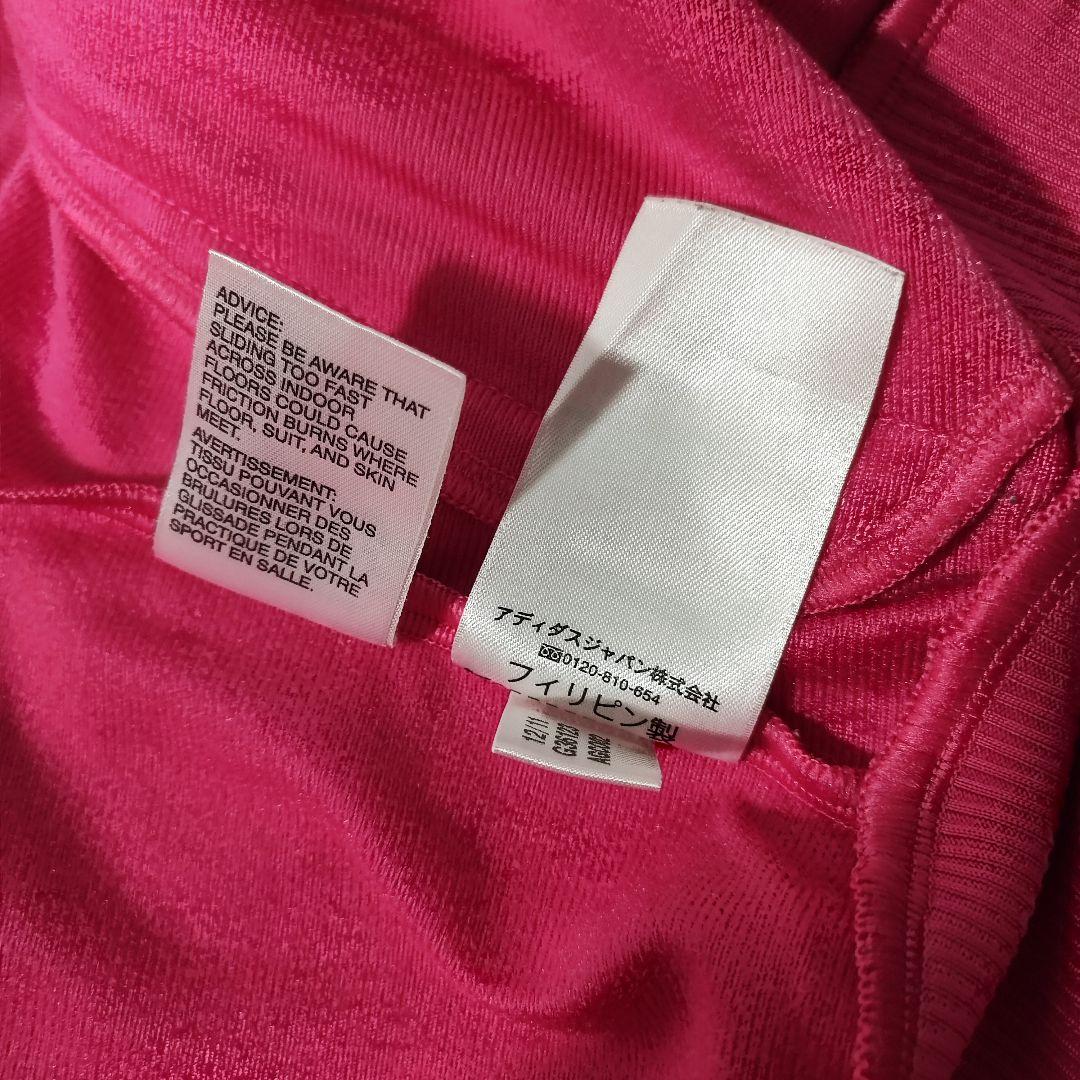 ADVICE:
PLEASE BE AWARE THAT
SLIDING TOO FAST
ACROSS INDOOR
FLOORS COULD CAUSE
FRICTION BURNS WHERE
FLOOR, SUIT, AND SKIN
MEET.
AVERTISSEMENT:
TISSU POUVANT VOUS
OCCASIONNER DES
BRULURES LORS DE
GLISSADE PENDANT LA
PRACTIQUE DE VOTRE
SPORT EN SALLE.
アディダスジャパン株式会社
0120-810-654
フィリピン製
12/11